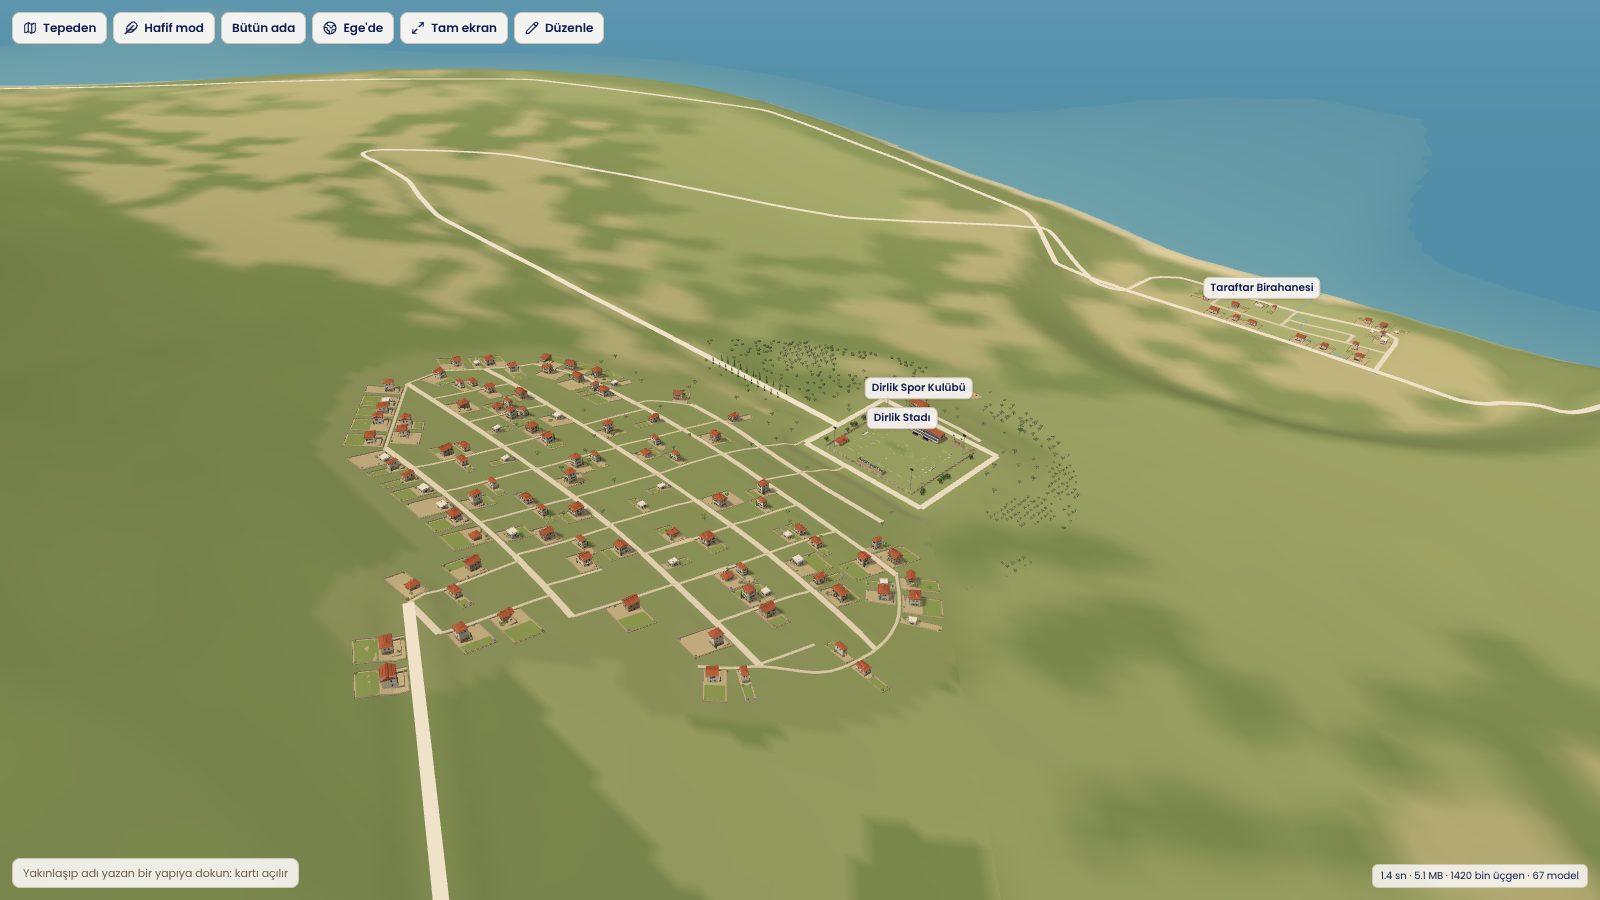 Tepeden
Hafif mod
Bütün ada
Ege'de
Tam ekran
Düzenle
Taraftar Birahanesi
Dirlik Spor Kulübü
Dirlik Stadı
Yakınlaşıp adı yazan bir yapıya dokun: kartı açılır
1.4 sn · 5.1 MB · 1420 bin üçgen · 67 model